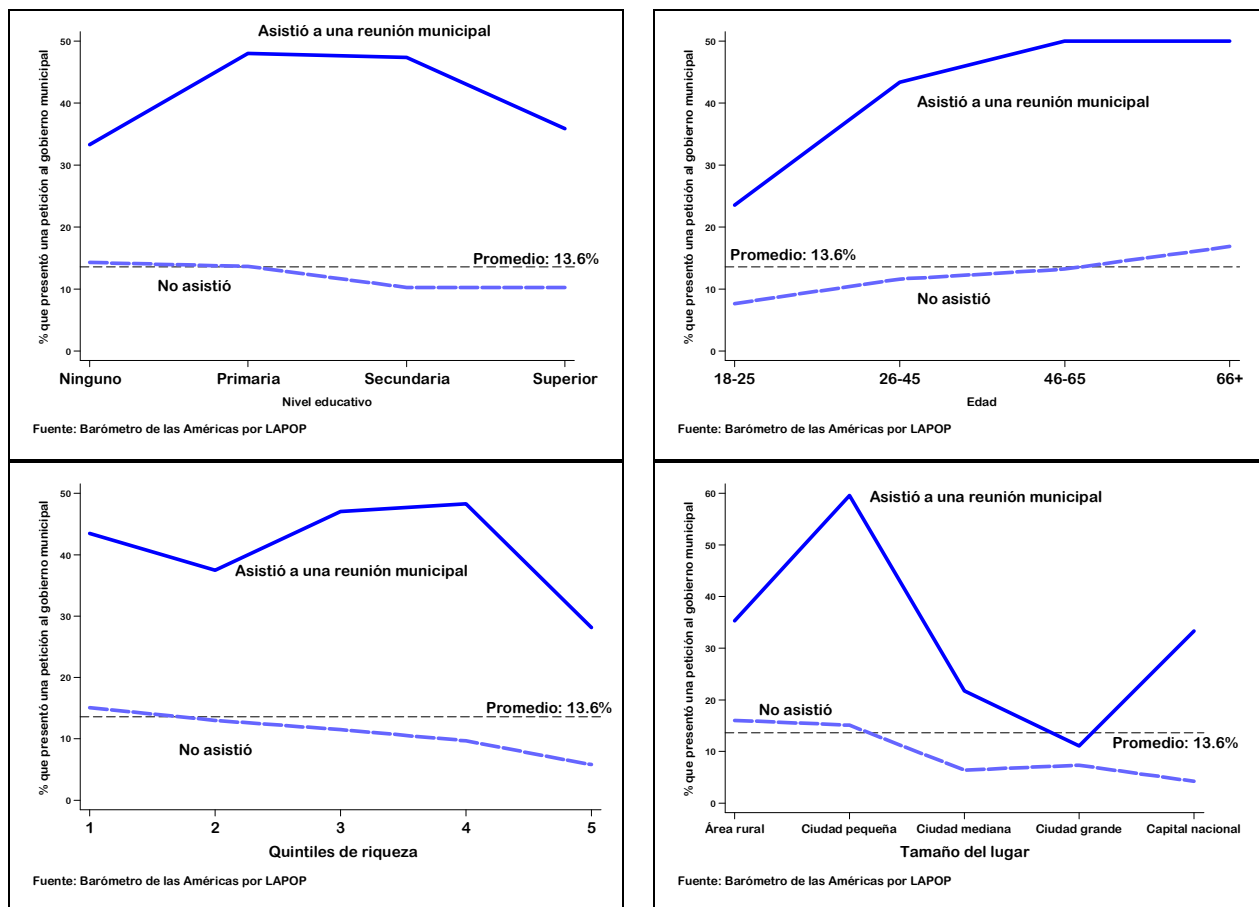 Asistió a una reunión municipal
% que presentó una petición al gobierno municipal
50
40
30
20
10
0
Promedio: 13.6%
No asistió
Ninguno Primaria Secundaria Superior
Nivel educativo
Fuente: Barómetro de las Américas por LAPOP
% que presentó una petición al gobierno municipal
50
40
30
20
10
0
Asistió a una reunión municipal
Promedio: 13.6%
No asistió
18-25 26-45 46-65 66+
Edad
Fuente: Barómetro de las Américas por LAPOP
% que presentó una petición al gobierno municipal
50
40
30
20
10
0
Asistió a una reunión municipal
Promedio: 13.6%
No asistió
1 2 3 4 5
Quintiles de riqueza
Fuente: Barómetro de las Américas por LAPOP
% que presentó una petición al gobierno municipal
60
50
40
30
20
10
0
Asistió a una reunión municipal
No asistió
Promedio: 13.6%
Área rural Ciudad pequeña Ciudad mediana Ciudad grande Capital nacional
Tamaño del lugar
Fuente: Barómetro de las Américas por LAPOP